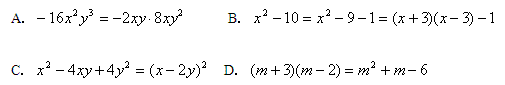 A. －16x²y³ = －2xy· 8xy² B. x² －10 = x² －9－1= (x＋3)(x－3)－1
C. x² －4xy＋4y² = (x－2y)² D. (m＋3)(m－2) = m² ＋m－6